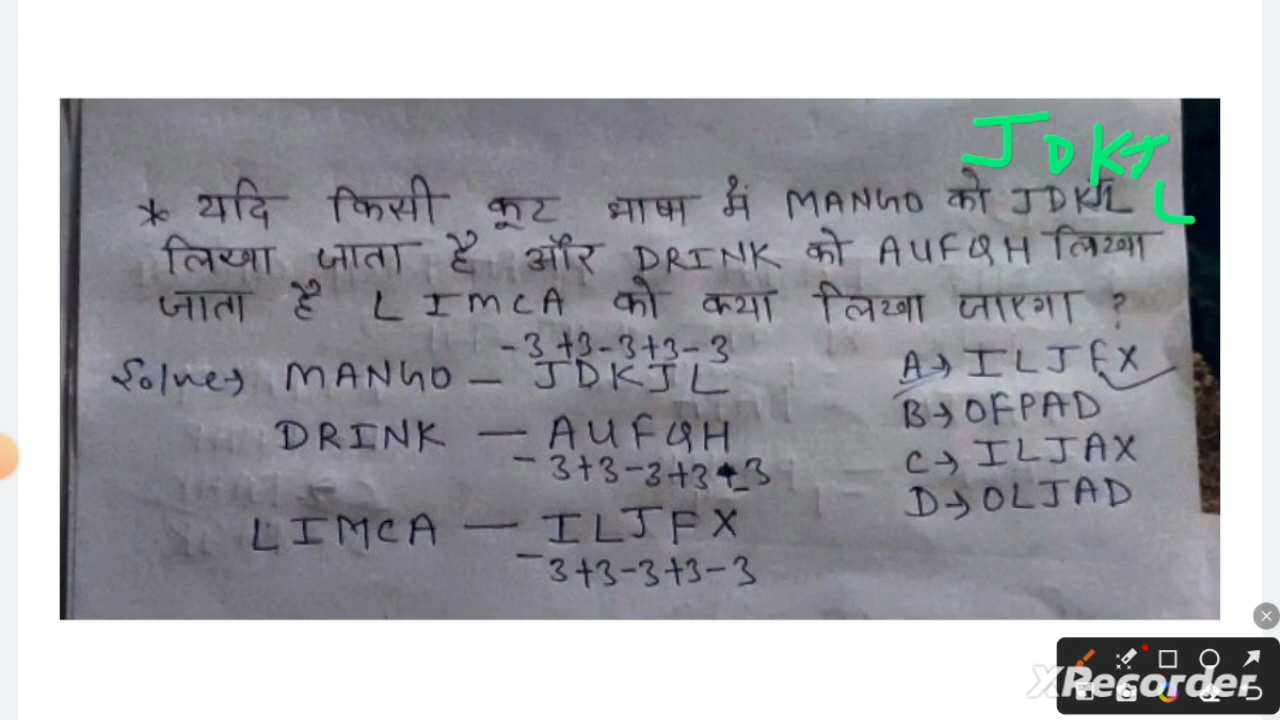 JDKJL
* यदि किसी कूट भाषा में MANGO को JDKJL
लिखा जाता है और DRINK को AUFQH लिखा
जाता है LIMCA को क्या लिखा जाएगा ?
-3+3-3+3-3
Solve→ MANGO - JDKJL
DRINK - AUFQH
-3+3-3+3-3
LIMCA - ILJFX
-3+3-3+3-3
A→ ILJFX
B→ OFPAD
C→ ILJAX
D→ OLJAD
XRecorder